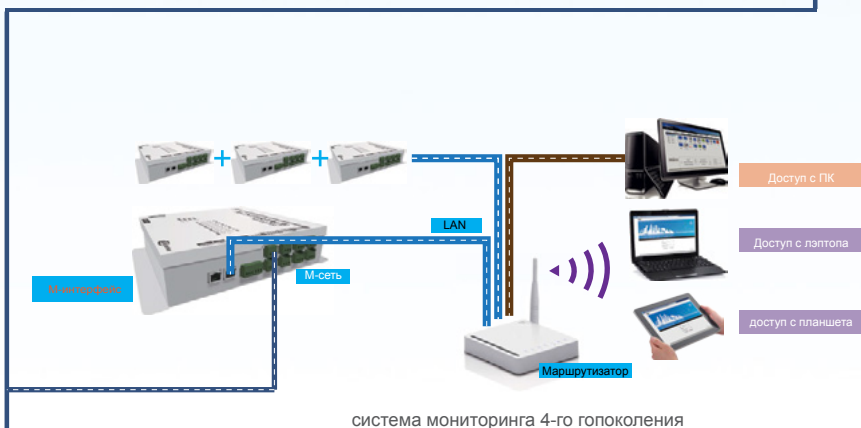 Доступ с ПК
LAN
Доступ с лэптопа
М-сеть
доступ с планшета
Маршрутизатор
система мониторинга 4-го гопоколения